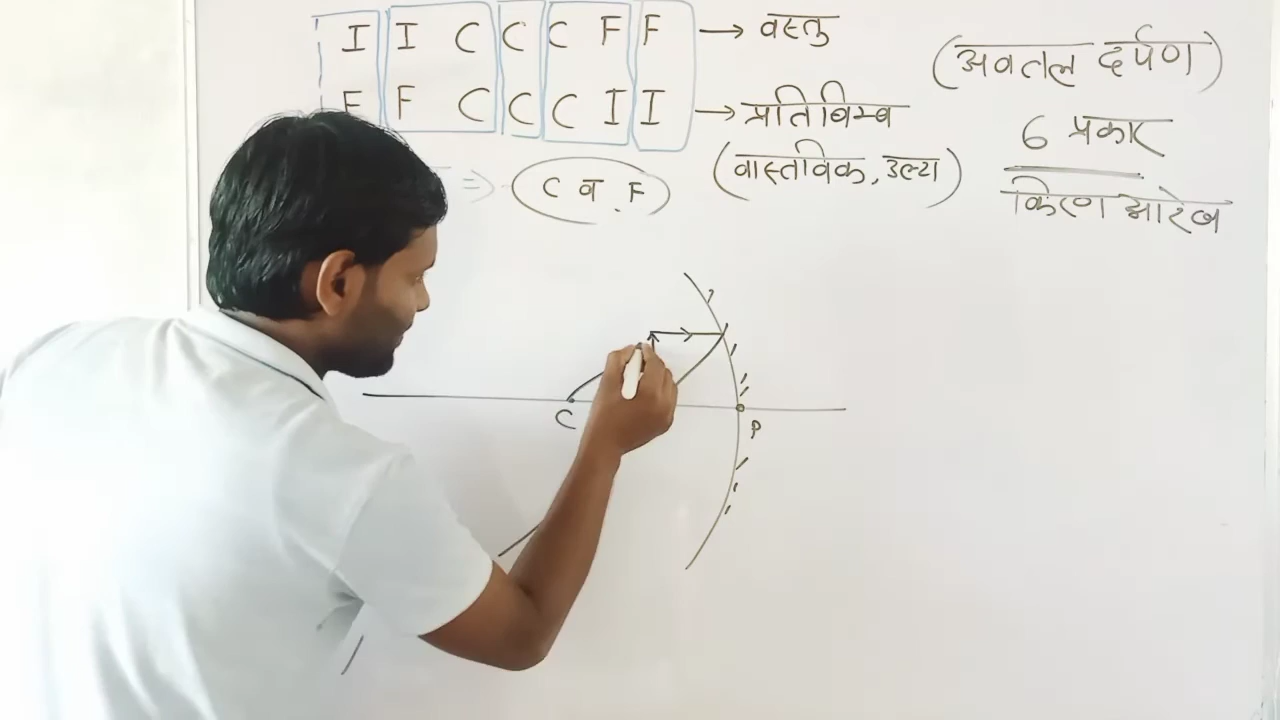 I I C C C F F → वस्तु
F F C C C I I → प्रतिबिम्ब
(वास्तविक, उल्टा)
⇒ C व F
(अवतल दर्पण)
6 प्रकार
किरण आरेख
C
P